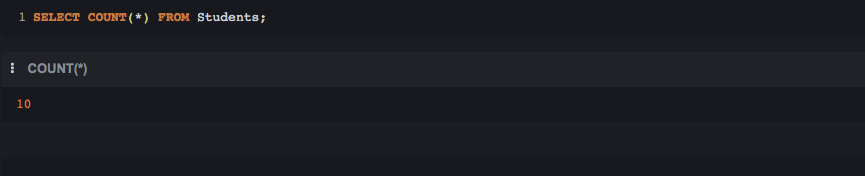 1 SELECT COUNT(*) FROM Students;
COUNT(*)
10